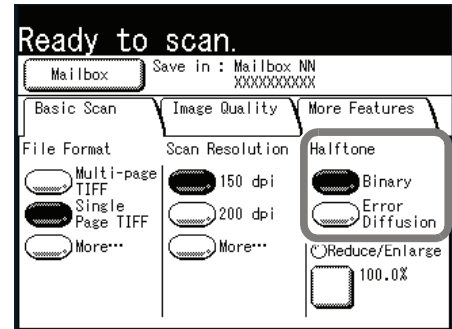 Ready to scan.
Mailbox
Save in : Mailbox NN
XXXXXXXXXX
Basic Scan
Image Quality
More Features
File Format
Multi-page
TIFF
Single
Page TIFF
More…
Scan Resolution
150 dpi
200 dpi
More…
Halftone
Binary
Error
Diffusion
Reduce/Enlarge
100.0%